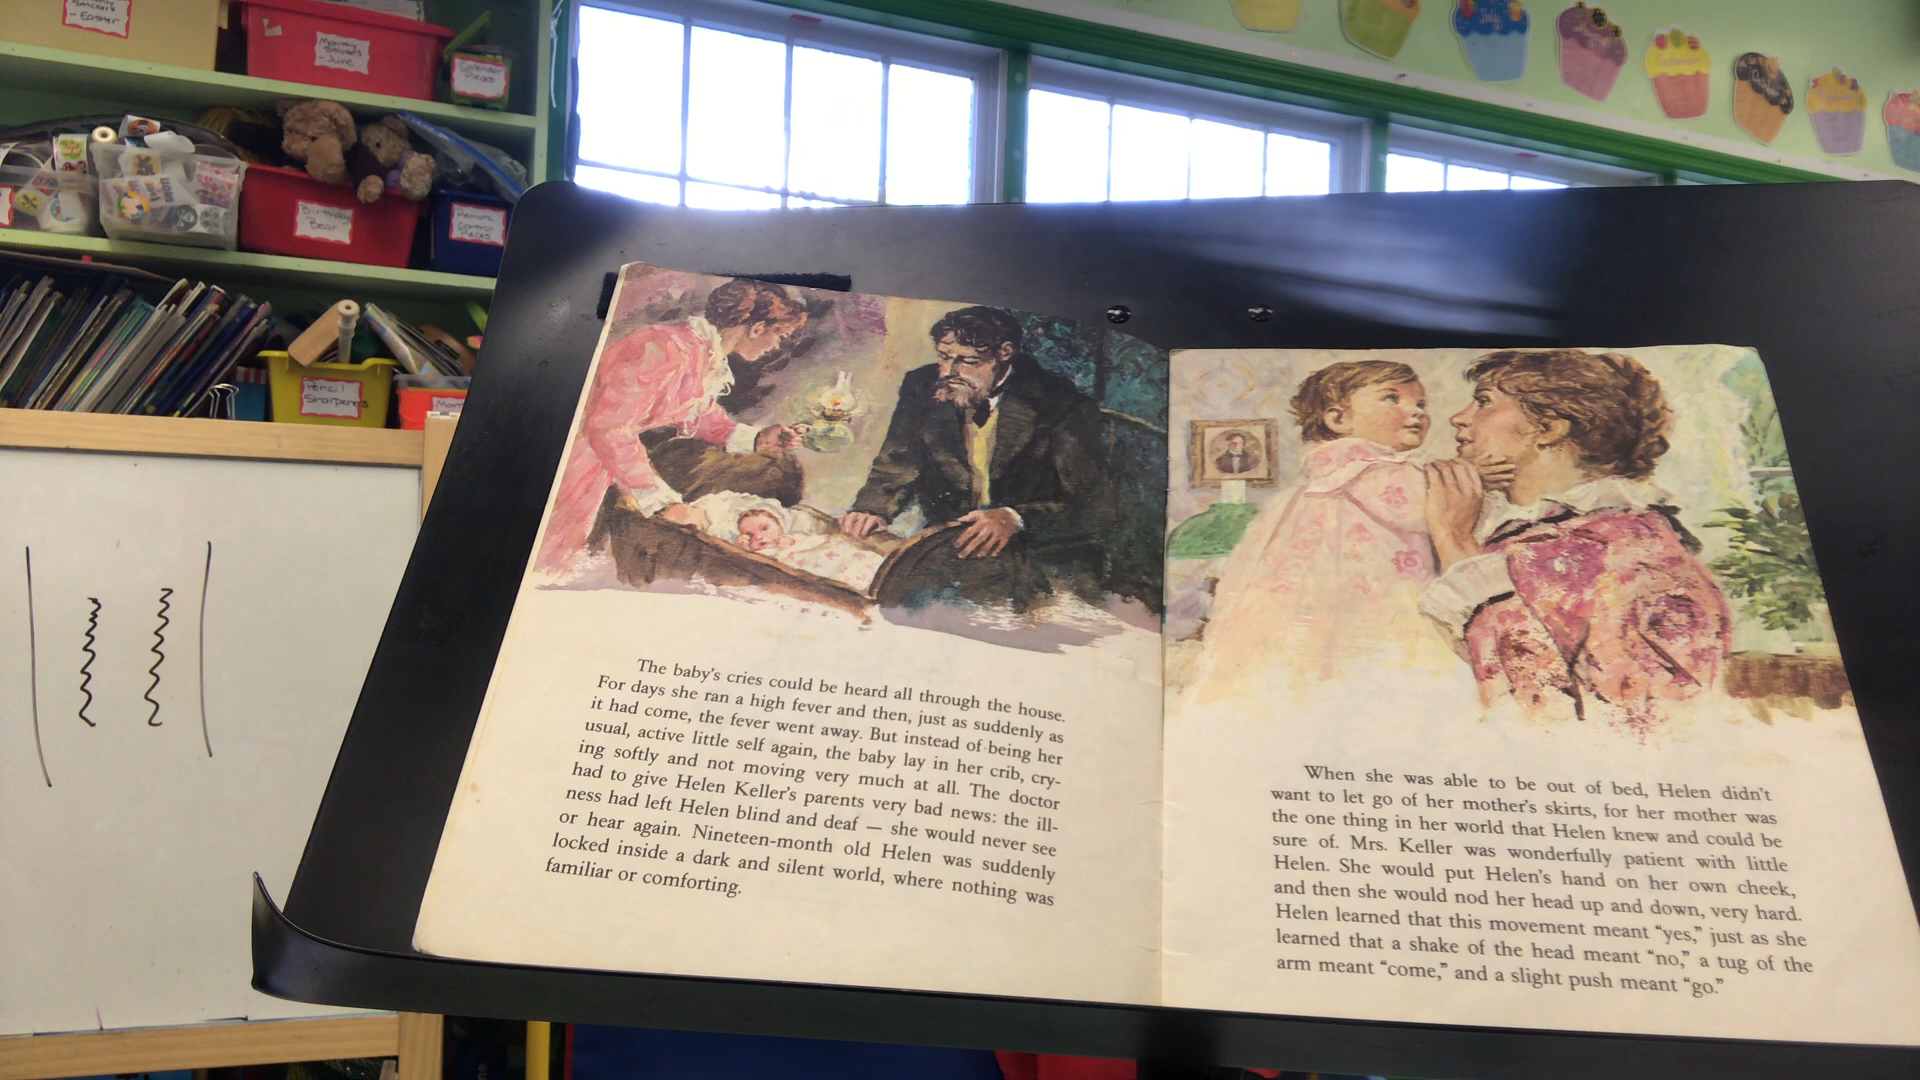 - Easter
Monthly
Stickers
- June
Calendar
Pieces
Birthday
Bear
Remote
Control
Pieces
Pencil
Sharpeners
July
The baby's cries could be heard all through the house.
For days she ran a high fever and then, just as suddenly as
it had come, the fever went away. But instead of being her
usual, active little self again, the baby lay in her crib, cry-
ing softly and not moving very much at all. The doctor
had to give Helen Keller's parents very bad news: the ill-
ness had left Helen blind and deaf — she would never see
or hear again. Nineteen-month old Helen was suddenly
locked inside a dark and silent world, where nothing was
familiar or comforting.
When she was able to be out of bed, Helen didn't
want to let go of her mother's skirts, for her mother was
the one thing in her world that Helen knew and could be
sure of. Mrs. Keller was wonderfully patient with little
Helen. She would put Helen's hand on her own cheek,
and then she would nod her head up and down, very hard.
Helen learned that this movement meant “yes,” just as she
learned that a shake of the head meant “no,” a tug of the
arm meant “come,” and a slight push meant “go.”